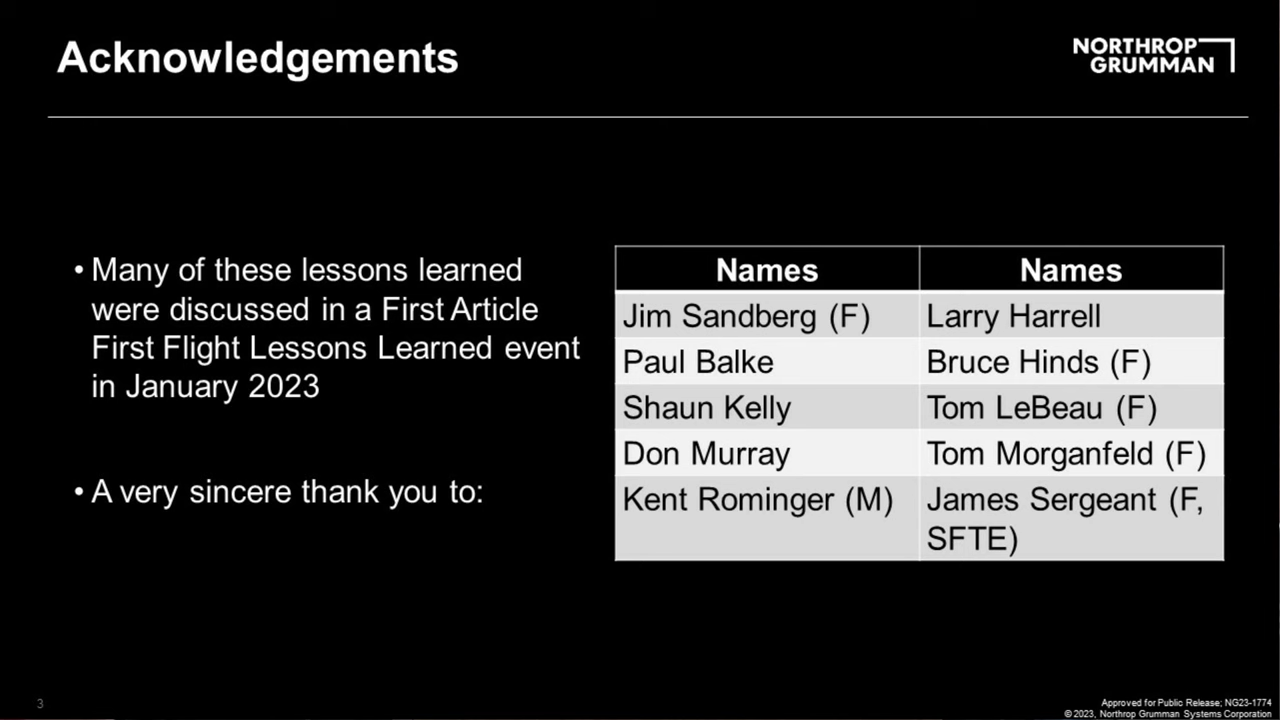 Acknowledgements
NORTHROP
GRUMMAN
• Many of these lessons learned
were discussed in a First Article
First Flight Lessons Learned event
in January 2023
• A very sincere thank you to:
Names Names
Jim Sandberg (F) Larry Harrell
Paul Balke Bruce Hinds (F)
Shaun Kelly Tom LeBeau (F)
Don Murray Tom Morganfeld (F)
Kent Rominger (M) James Sergeant (F,
SFTE)
3
Approved for Public Release; NG23-1774
© 2023, Northrop Grumman Systems Corporation